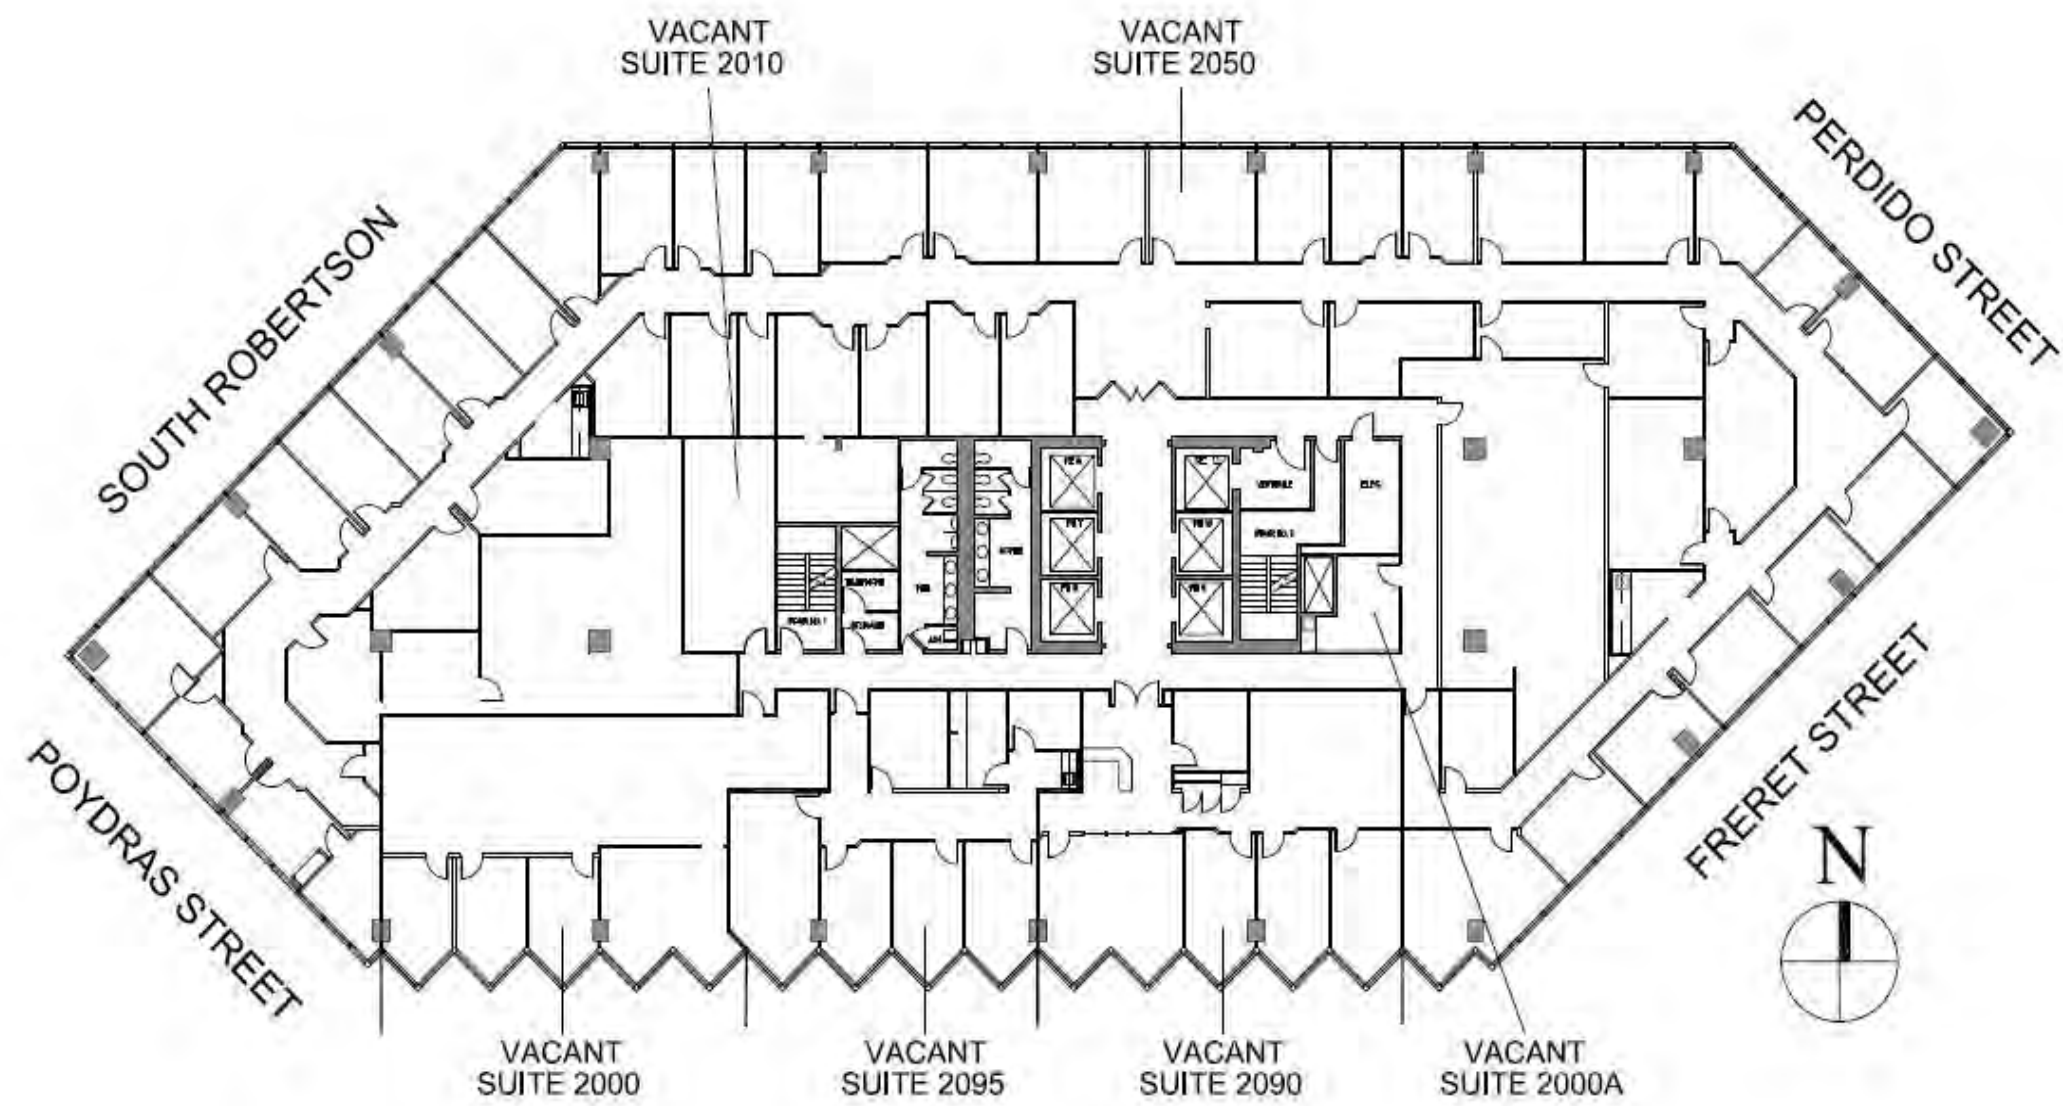 VACANT
SUITE 2010
VACANT
SUITE 2050
PERDIDO STREET
SOUTH ROBERTSON
ELEC
POYDRAS STREET
FRERET STREET
N
VACANT
SUITE 2000
VACANT
SUITE 2095
VACANT
SUITE 2090
VACANT
SUITE 2000A